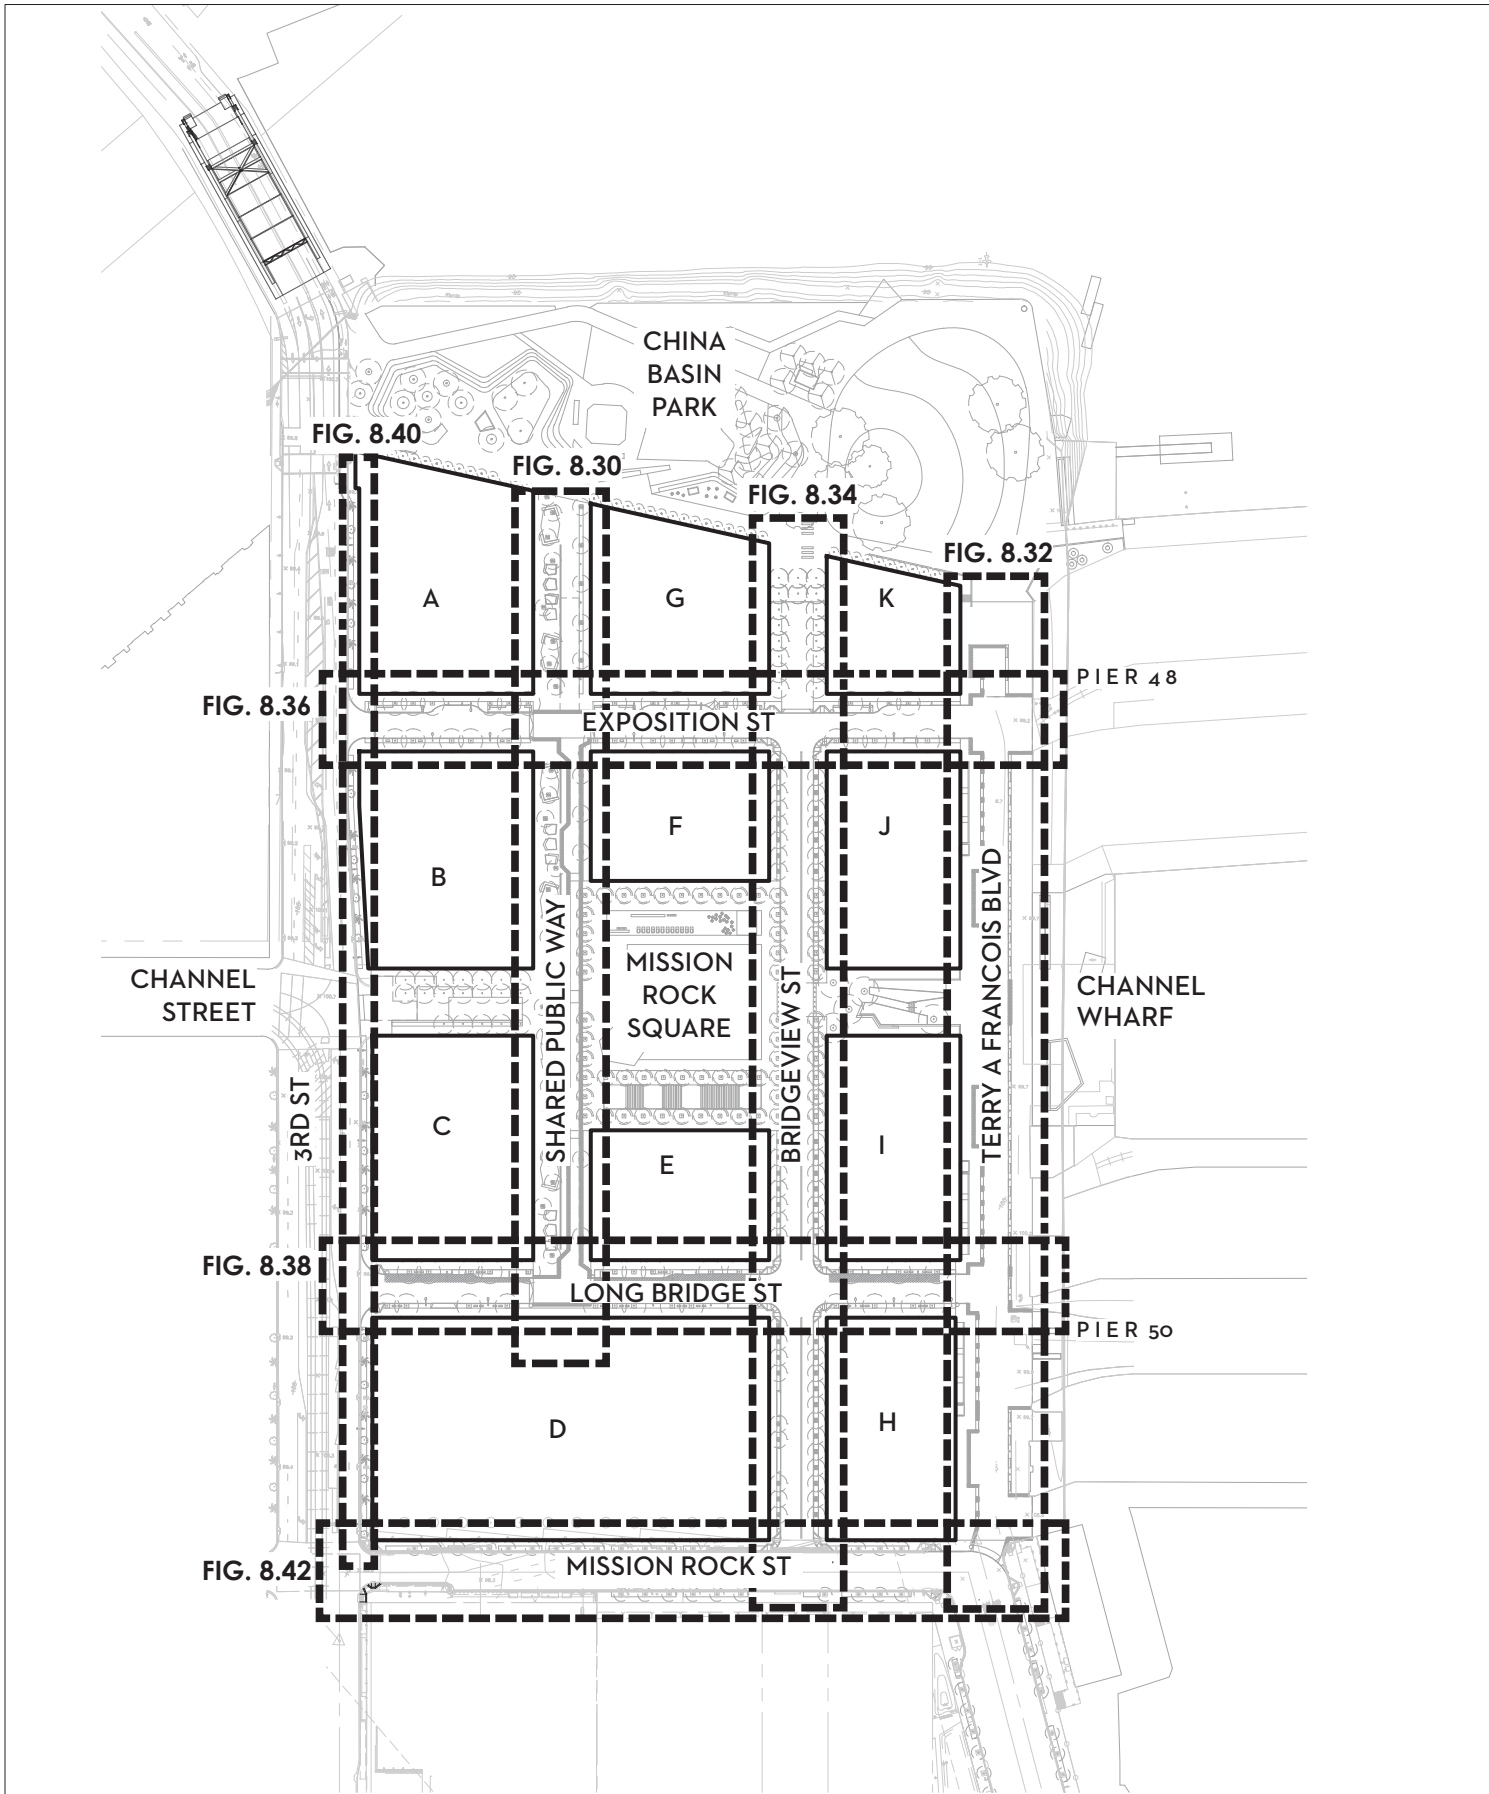 CHINA
BASIN
PARK
FIG. 8.40
FIG. 8.30
FIG. 8.34
FIG. 8.32
A
G
K
PIER 48
FIG. 8.36
EXPOSITION ST
F
J
B
TERRY A FRANCOIS BLVD
SHARED PUBLIC WAY
MISSION
ROCK
SQUARE
BRIDGEVIEW ST
CHANNEL
STREET
CHANNEL
WHARF
3RD ST
C
E
I
FIG. 8.38
LONG BRIDGE ST
PIER 50
D
H
FIG. 8.42
MISSION ROCK ST